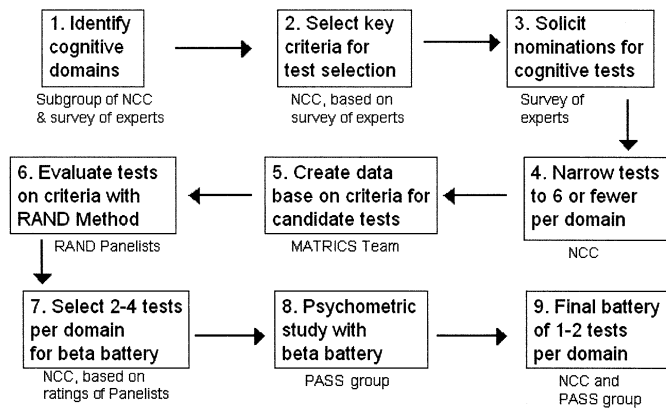 1. Identify
cognitive
domains
Subgroup of NCC
& survey of experts
2. Select key
criteria for
test selection
NCC, based on
survey of experts
3. Solicit
nominations for
cognitive tests
Survey of
experts
4. Narrow tests
to 6 or fewer
per domain
NCC
5. Create data
base on criteria for
candidate tests
MATRICS Team
6. Evaluate tests
on criteria with
RAND Method
RAND Panelists
7. Select 2-4 tests
per domain
for beta battery
NCC, based on
ratings of Panelists
8. Psychometric
study with
beta battery
PASS group
9. Final battery
of 1-2 tests
per domain
NCC and
PASS group